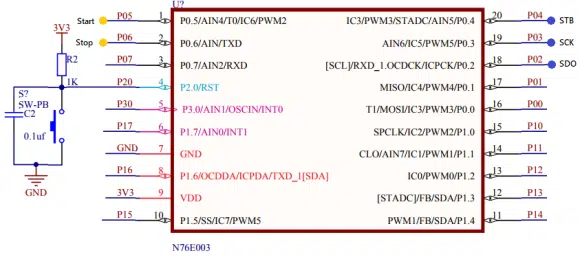 U?
Start P05 1 P0.5/AIN4/T0/IC6/PWM2 IC3/PWM3/STADC/AIN5/P0.4 20 P04 STB
3V3
Stop P06 2 P0.6/AIN/TXD AIN6/IC5/PWM5/P0.3 19 P03 SCK
R2 P07 3 P0.7/AIN2/RXD [SCL]/RXD_1.OCDCK/ICPCK/P0.2 18 P02 SDO
1K P20 4 P2.0/RST MISO/IC4/PWM4/P0.1 17 P01
S?
SW-PB P30 5 P3.0/AIN1/OSCIN/INT0 T1/MOSI/IC3/PWM3/P0.0 16 P00
C2
0.1uf P17 6 P1.7/AIN0/INT1 SPCLK/IC2/PWM2/P1.0 15 P10
GND 7 GND CLO/AIN7/IC1/PWM1/P1.1 14 P11
P16 8 P1.6/OCDDA/ICPDA/TXD_1[SDA] IC0/PWM0/P1.2 13 P12
GND 3V3 9 VDD [STADC]/FB/SDA/P1.3 12 P13
P15 10 P1.5/SS/IC7/PWM5 PWM1/FB/SDA/P1.4 11 P14
N76E003